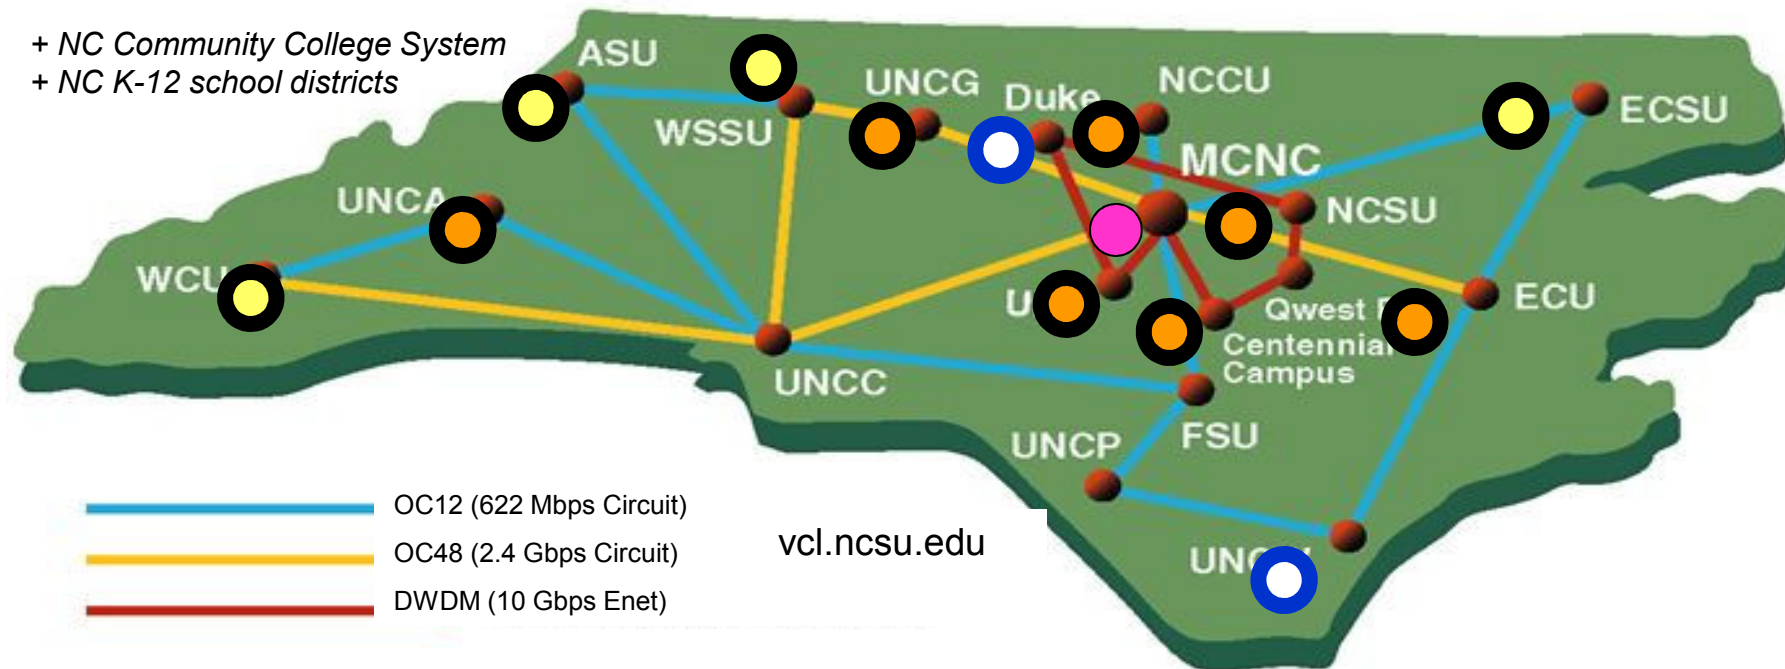 + NC Community College System
+ NC K-12 school districts
ASU
UNCG
Duke
NCCU
ECSU
WSSU
MCNC
UNCA
NCSU
WCU
Qwest
ECU
Centennial
Campus
UNCC
FSU
UNCP
OC12 (622 Mbps Circuit)
OC48 (2.4 Gbps Circuit)
vcl.ncsu.edu
DWDM (10 Gbps Enet)